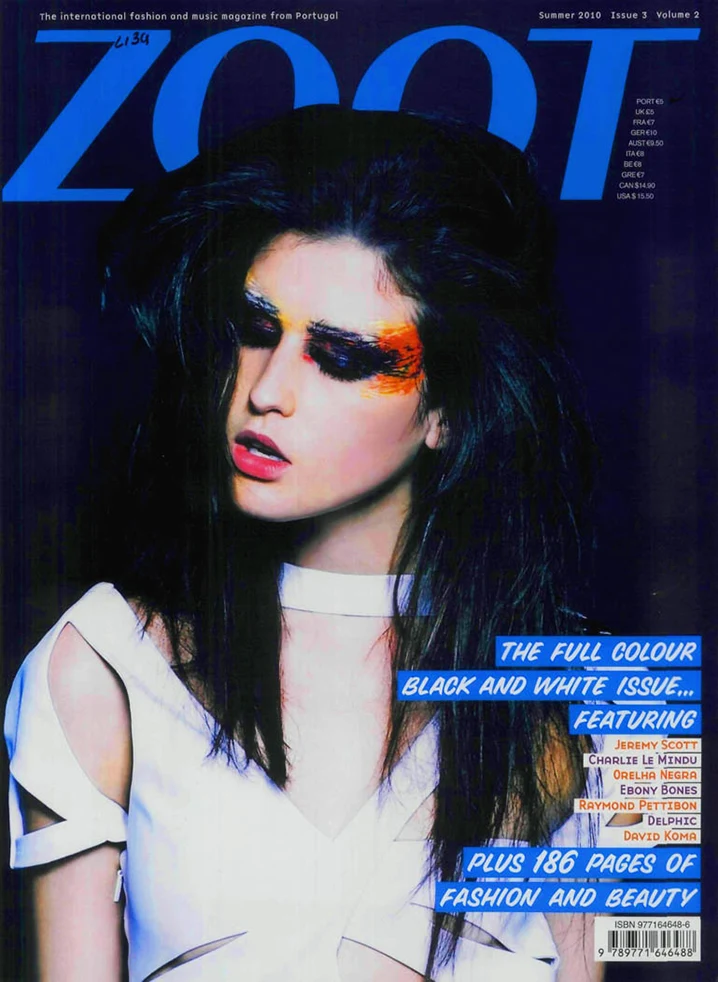 The international fashion and music magazine from Portugal
Summer 2010 Issue 3 Volume 2
ZOOT
L134
PORT €5
UK £5
FRA €7
GER €10
AUST €9.50
ITA €8
BE €8
GRE €7
CAN $14.90
USA $ 15.50
THE FULL COLOUR
BLACK AND WHITE ISSUE...
FEATURING
JEREMY SCOTT
CHARLIE LE MINDU
ORELHA NEGRA
EBONY BONES
RAYMOND PETTIBON
DELPHIC
DAVID KOMA
PLUS 186 PAGES OF
FASHION AND BEAUTY
ISBN 977164648-6
9 789771 646488